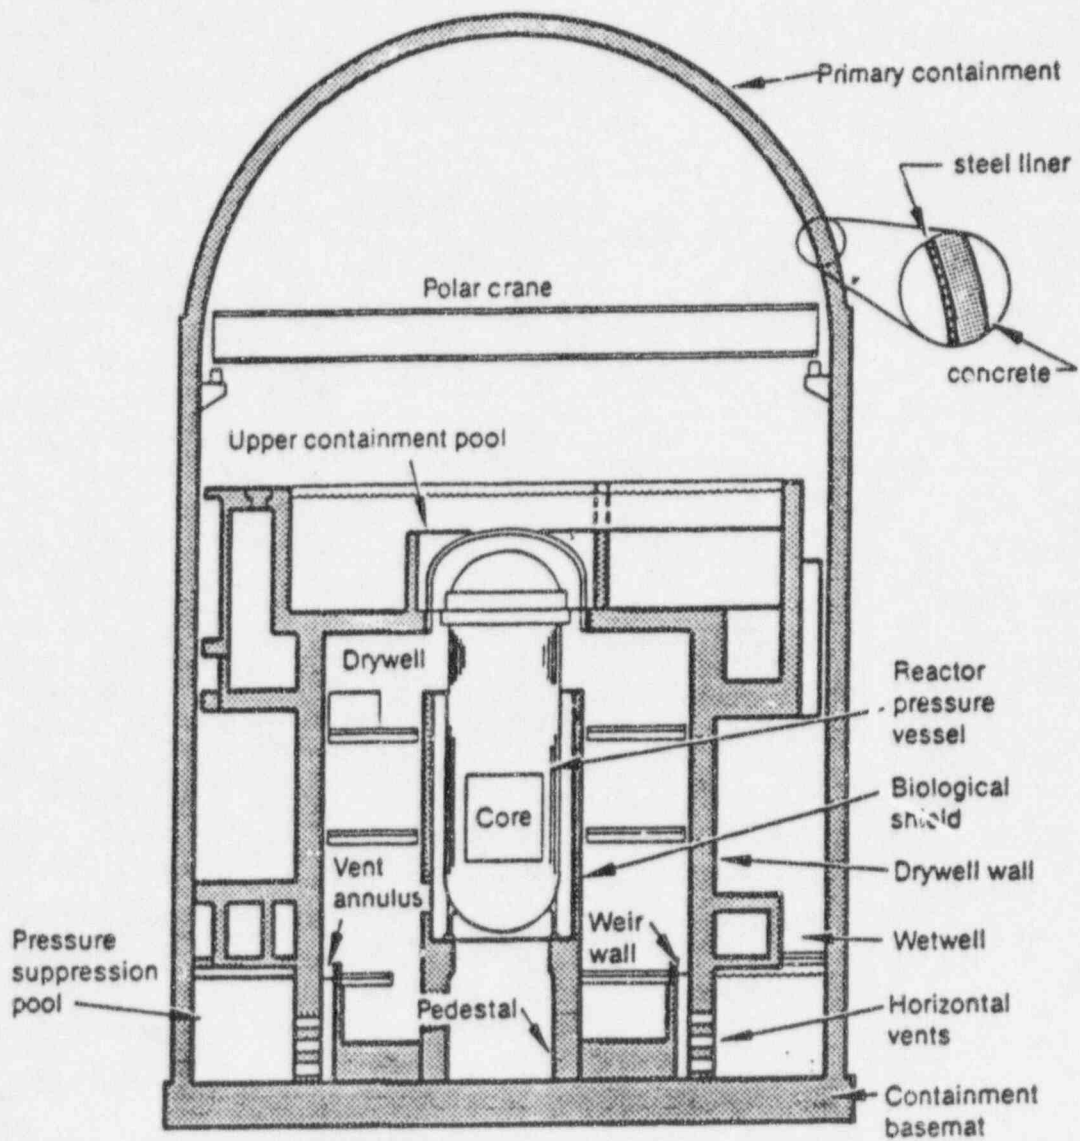 Primary containment
steel liner
Polar crane
concrete
Upper containment pool
Drywell
Reactor
pressure
vessel
Core
Biological
shield
Vent
annulus
Drywell wall
Weir
wall
Wetwell
Pressure
suppression
pool
Pedestal
Horizontal
vents
Containment
basemat